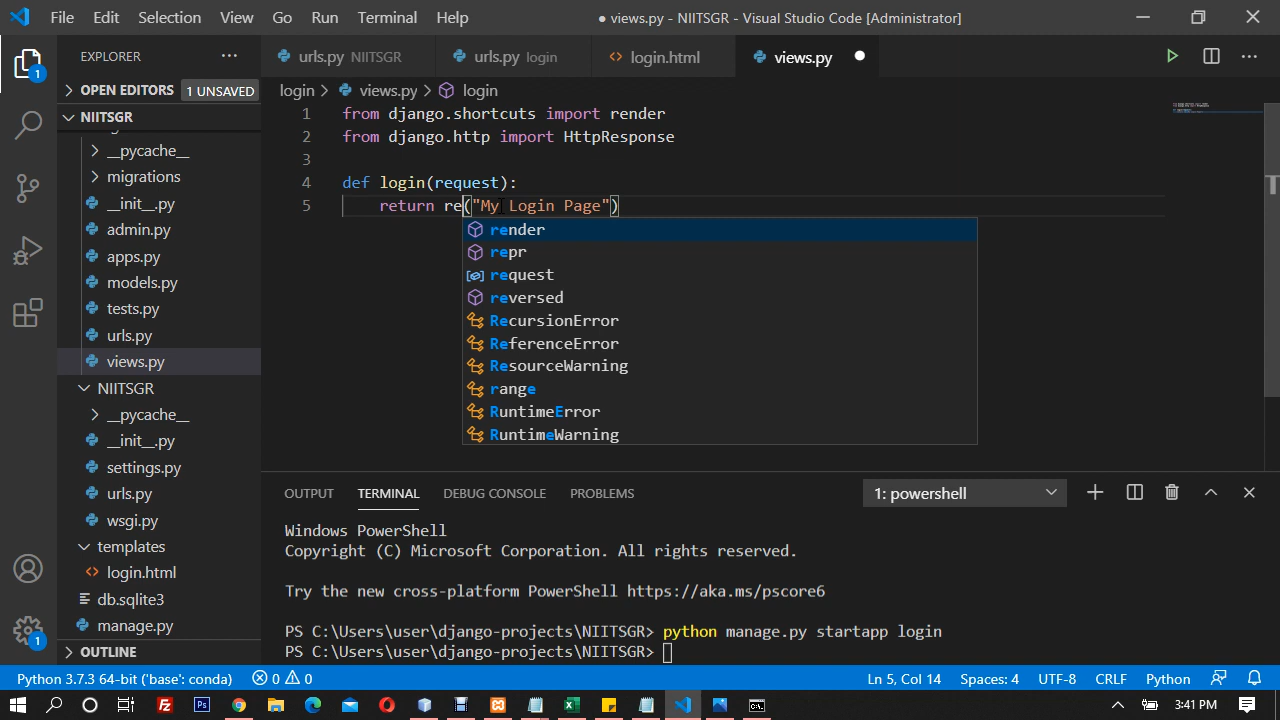 File Edit Selection View Go Run Terminal Help
● views.py - NIITSGR - Visual Studio Code [Administrator]
EXPLORER
urls.py NIITSGR
urls.py login
login.html
views.py
OPEN EDITORS 1 UNSAVED
login > views.py > login
NIITSGR
__pycache__
migrations
__init__.py
admin.py
apps.py
models.py
tests.py
urls.py
views.py
NIITSGR
__pycache__
__init__.py
settings.py
urls.py
wsgi.py
templates
login.html
db.sqlite3
manage.py
OUTLINE
1 from django.shortcuts import render
2 from django.http import HttpResponse
3
4 def login(request):
5 return re("My Login Page")
render
repr
request
reversed
RecursionError
ReferenceError
ResourceWarning
range
RuntimeError
RuntimeWarning
OUTPUT TERMINAL DEBUG CONSOLE PROBLEMS
1: powershell
Windows PowerShell
Copyright (C) Microsoft Corporation. All rights reserved.
Try the new cross-platform PowerShell https://aka.ms/pscore6
PS C:\Users\user\django-projects\NIITSGR> python manage.py startapp login
PS C:\Users\user\django-projects\NIITSGR>
1
1
Python 3.7.3 64-bit ('base': conda) 0 0
Ln 5, Col 14 Spaces: 4 UTF-8 CRLF Python
3:41 PM